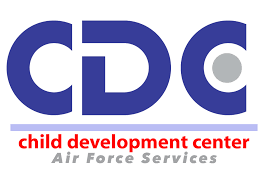 CDC
child development center
Air Force Services